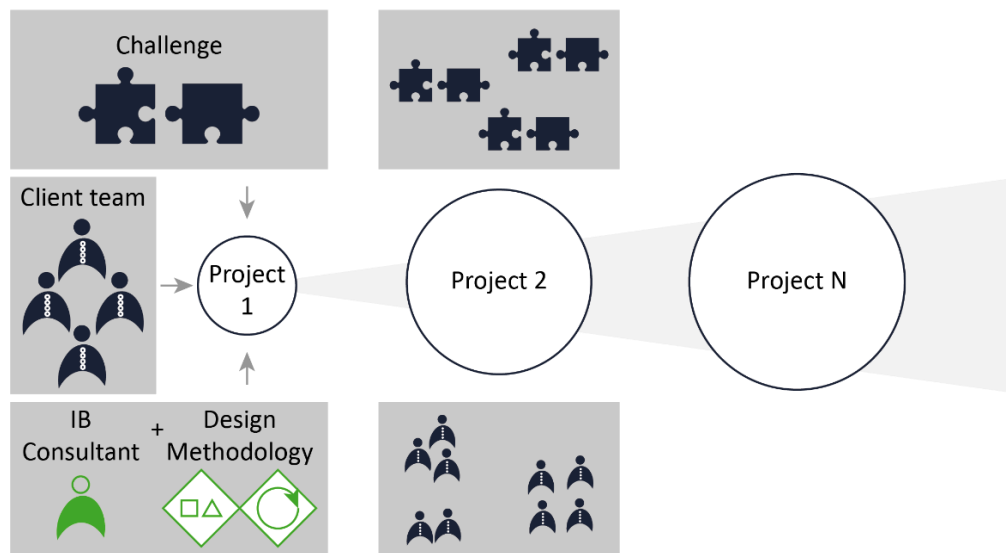 Challenge
Client team
Project
1
Project 2
Project N
IB
Consultant
+
Design
Methodology